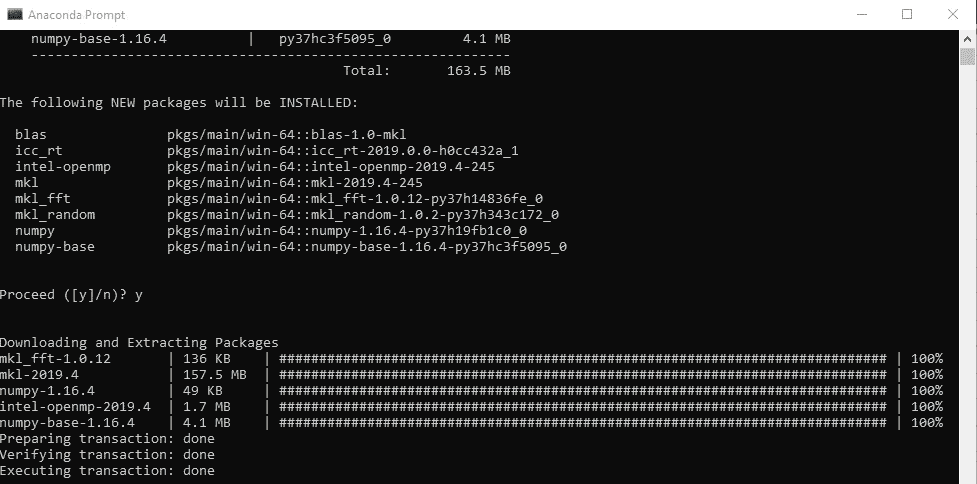 Anaconda Prompt
numpy-base-1.16.4 | py37hc3f5095_0 4.1 MB
------------------------------------------------------------
Total: 163.5 MB
The following NEW packages will be INSTALLED:
blas pkgs/main/win-64::blas-1.0-mkl
icc_rt pkgs/main/win-64::icc_rt-2019.0.0-h0cc432a_1
intel-openmp pkgs/main/win-64::intel-openmp-2019.4-245
mkl pkgs/main/win-64::mkl-2019.4-245
mkl_fft pkgs/main/win-64::mkl_fft-1.0.12-py37h14836fe_0
mkl_random pkgs/main/win-64::mkl_random-1.0.2-py37h343c172_0
numpy pkgs/main/win-64::numpy-1.16.4-py37h19fb1c0_0
numpy-base pkgs/main/win-64::numpy-base-1.16.4-py37hc3f5095_0
Proceed ([y]/n)? y
Downloading and Extracting Packages
mkl_fft-1.0.12 | 136 KB | ############################################################################ | 100%
mkl-2019.4 | 157.5 MB | ############################################################################ | 100%
numpy-1.16.4 | 49 KB | ############################################################################ | 100%
intel-openmp-2019.4 | 1.7 MB | ############################################################################ | 100%
numpy-base-1.16.4 | 4.1 MB | ############################################################################ | 100%
Preparing transaction: done
Verifying transaction: done
Executing transaction: done